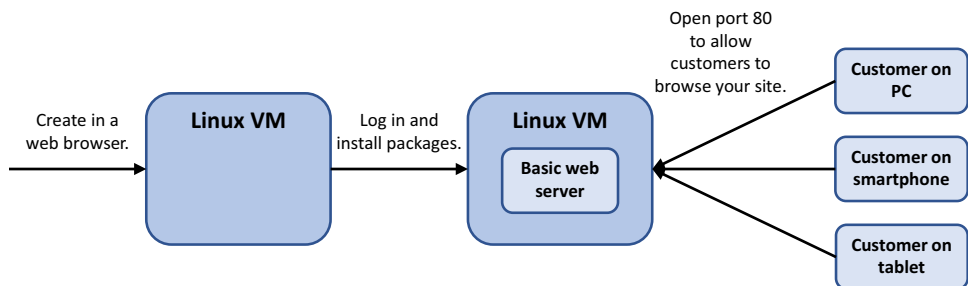 Create in a
web browser.
Linux VM
Log in and
install packages.
Linux VM
Basic web
server
Open port 80
to allow
customers to
browse your site.
Customer on
PC
Customer on
smartphone
Customer on
tablet